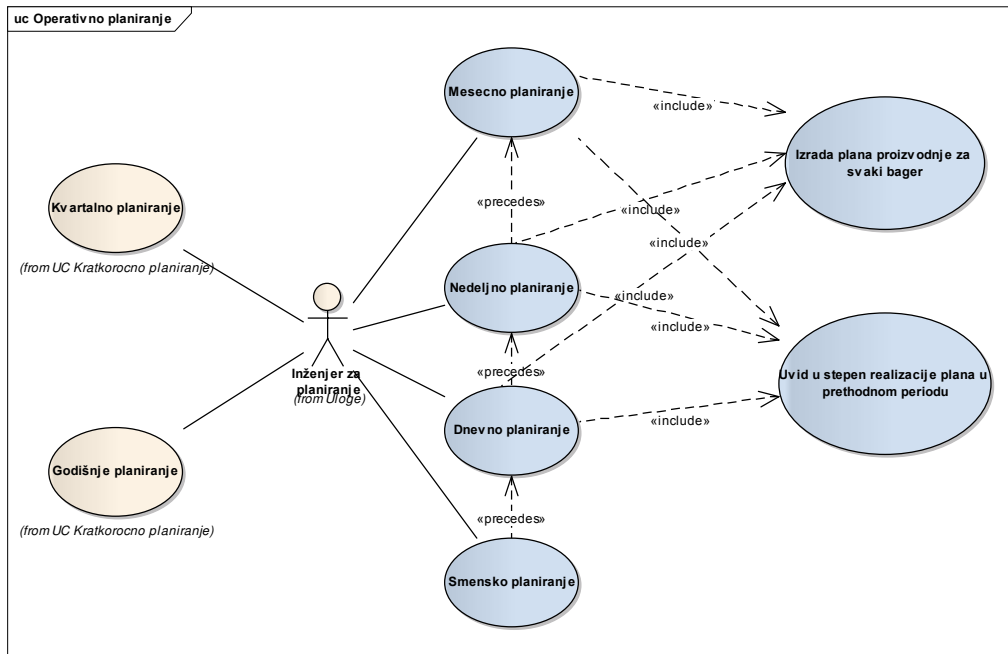 uc Operativno planiranje
Mesecno planiranje
«include»
Izrada plana proizvodnje za
svaki bager
Kvartalno planiranje
(from UC Kratkorocno planiranje)
«precedes»
«include»
Nedeljno planiranje
«include»
«include»
Inženjer za
planiranje
(from Uloge)
«precedes»
Uvid u stepen realizacije plana u
prethodnom periodu
Dnevno planiranje
«include»
Godišnje planiranje
(from UC Kratkorocno planiranje)
«precedes»
Smensko planiranje